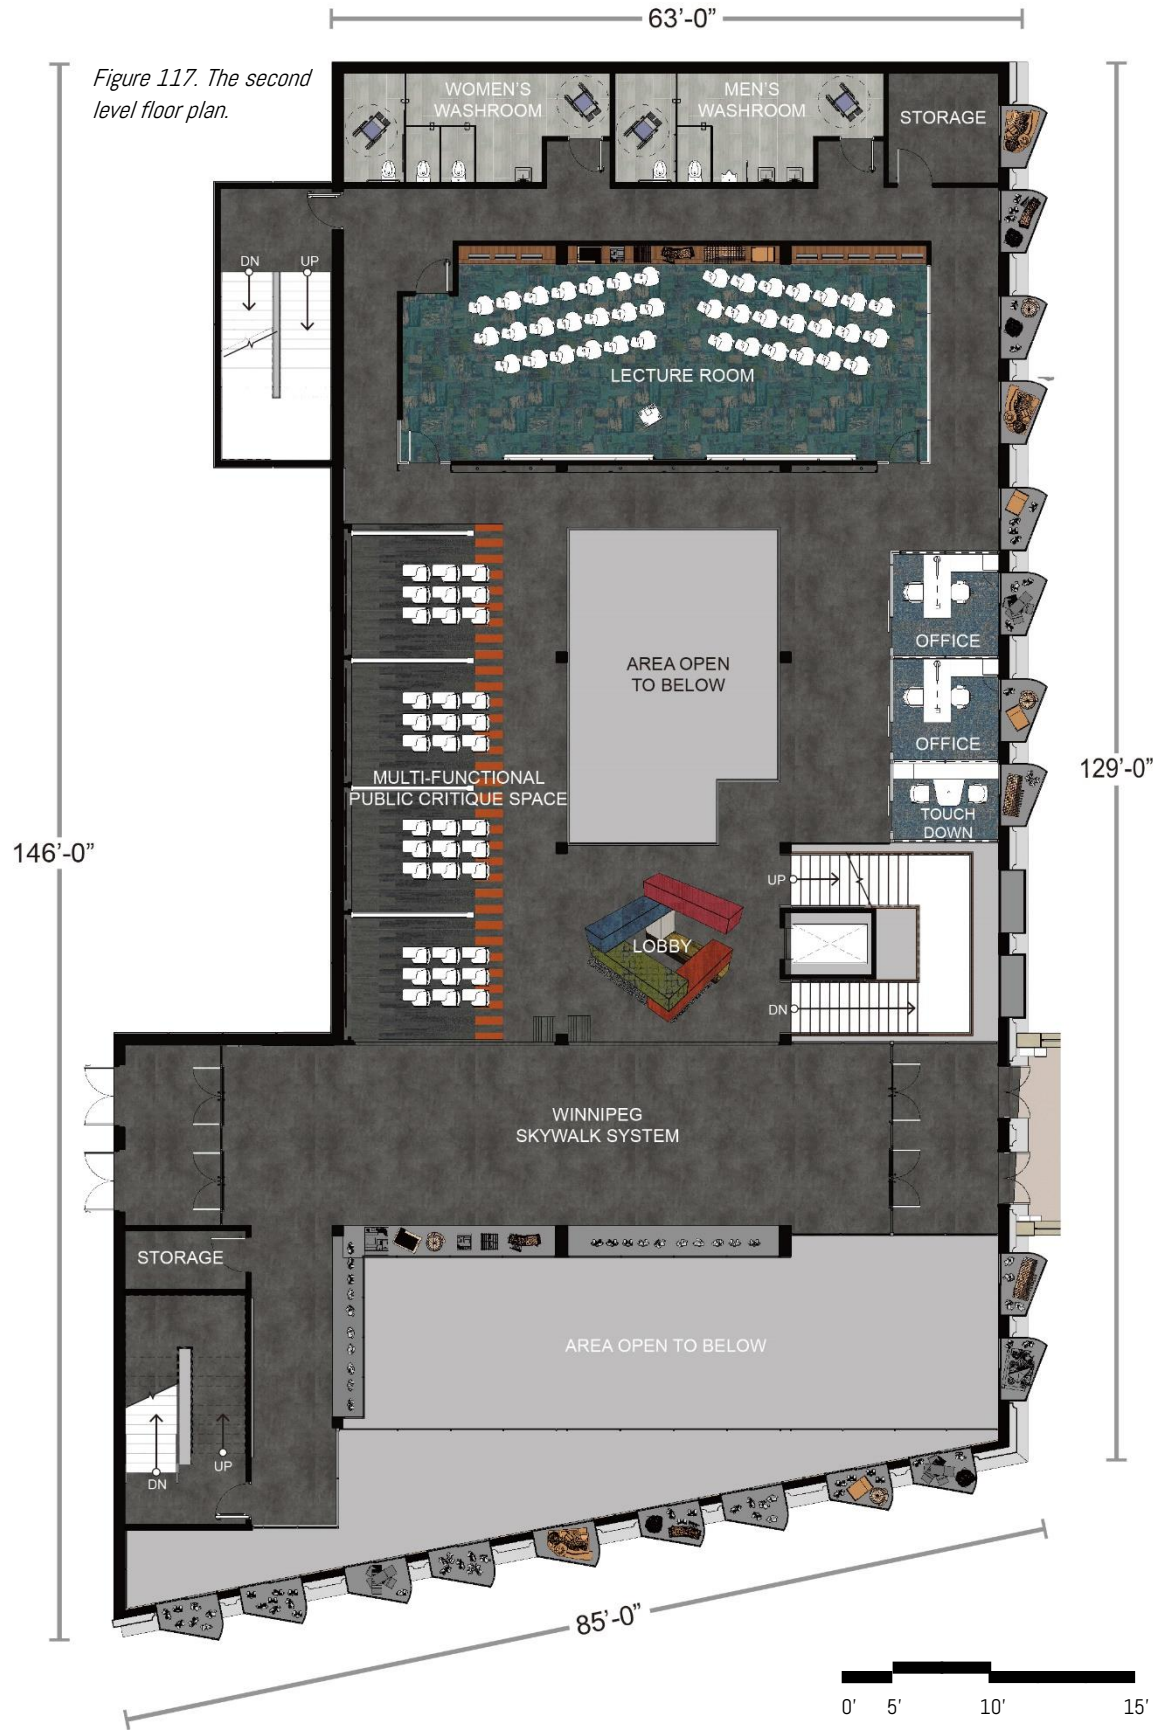 63’-0”
Figure 117. The second
level floor plan.
WOMEN’S
WASHROOM
MEN’S
WASHROOM
STORAGE
DN
UP
LECTURE ROOM
AREA OPEN
TO BELOW
OFFICE
OFFICE
MULTI-FUNCTIONAL
PUBLIC CRITIQUE SPACE
TOUCH
DOWN
129’-0”
146’-0”
UP
LOBBY
DN
WINNIPEG
SKYWALK SYSTEM
STORAGE
AREA OPEN TO BELOW
DN
UP
85’-0”
0’ 5’ 10’ 15’